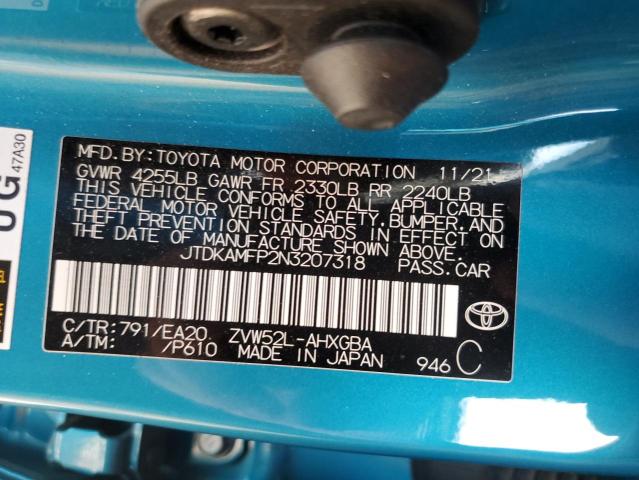 MFD. BY: TOYOTA MOTOR CORPORATION 11/21
GVWR 4255LB GAWR FR 2330LB RR 2240LB
THIS VEHICLE CONFORMS TO ALL APPLICABLE
FEDERAL MOTOR VEHICLE SAFETY, BUMPER, AND
THEFT PREVENTION STANDARDS IN EFFECT ON
THE DATE OF MANUFACTURE SHOWN ABOVE.
JTDKAMFP2N3207318 PASS. CAR
C/TR: 791/EA20. ZVW52L-AHXGBA
A/TM: /P610 MADE IN JAPAN
946 C
UG
47A30